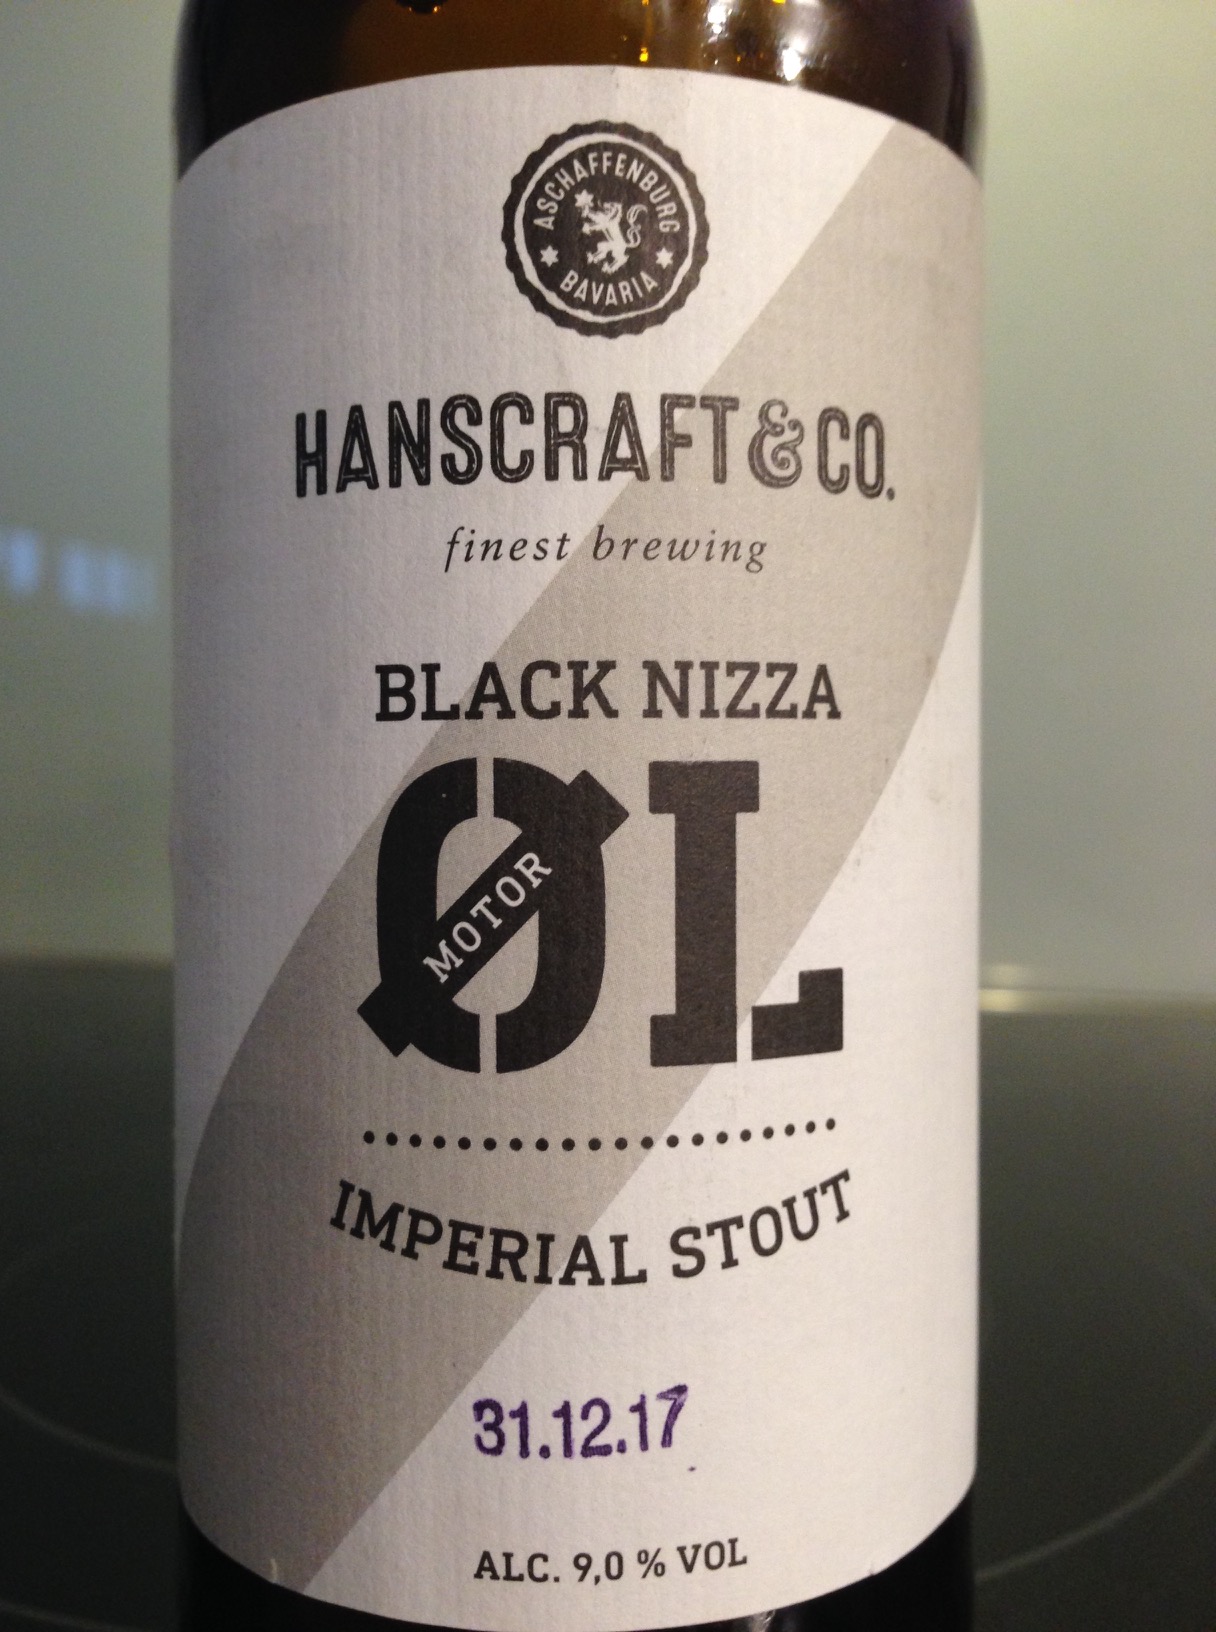 ASCHAFFENBURG
BAVARIA
HANSCRAFT & CO.
finest brewing
BLACK NIZZA
ØL
MOTOR
IMPERIAL STOUT
31.12.17
ALC. 9,0 % VOL